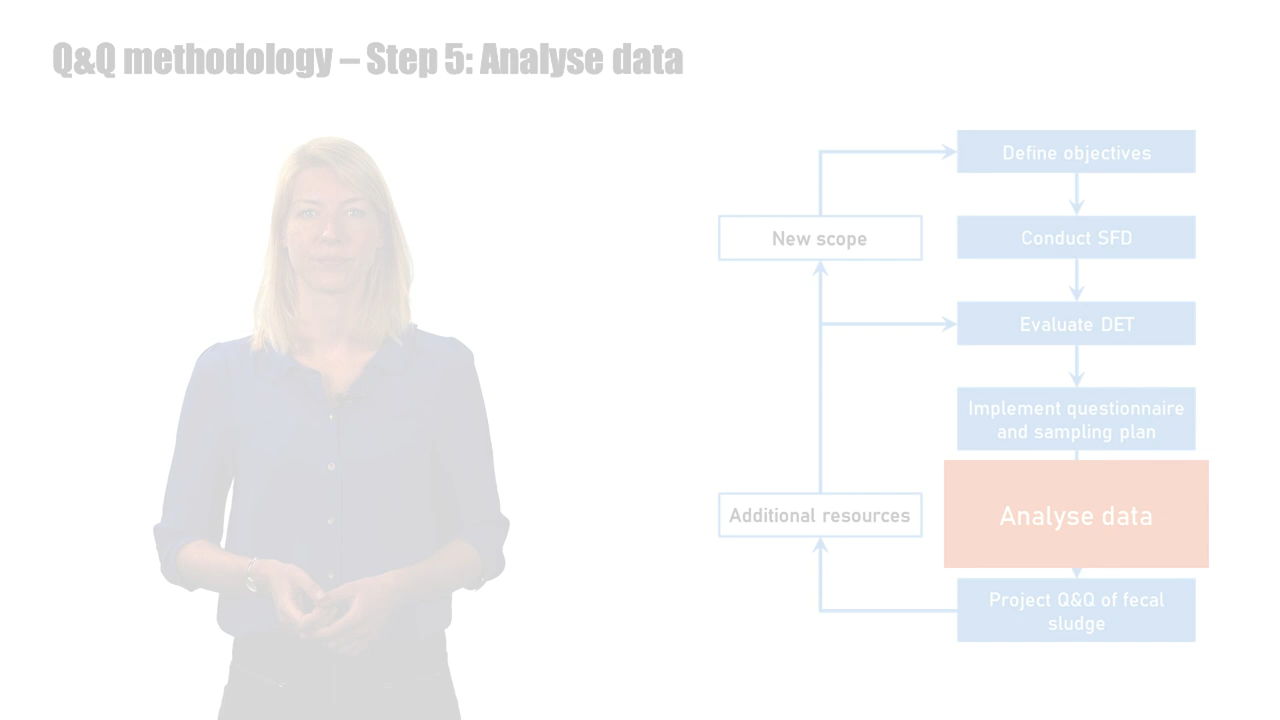 Q&Q methodology – Step 5: Analyse data
Define objectives
New scope
Conduct SFD
Evaluate DET
Implement questionnaire
and sampling plan
Additional resources
Analyse data
Project Q&Q of fecal
sludge